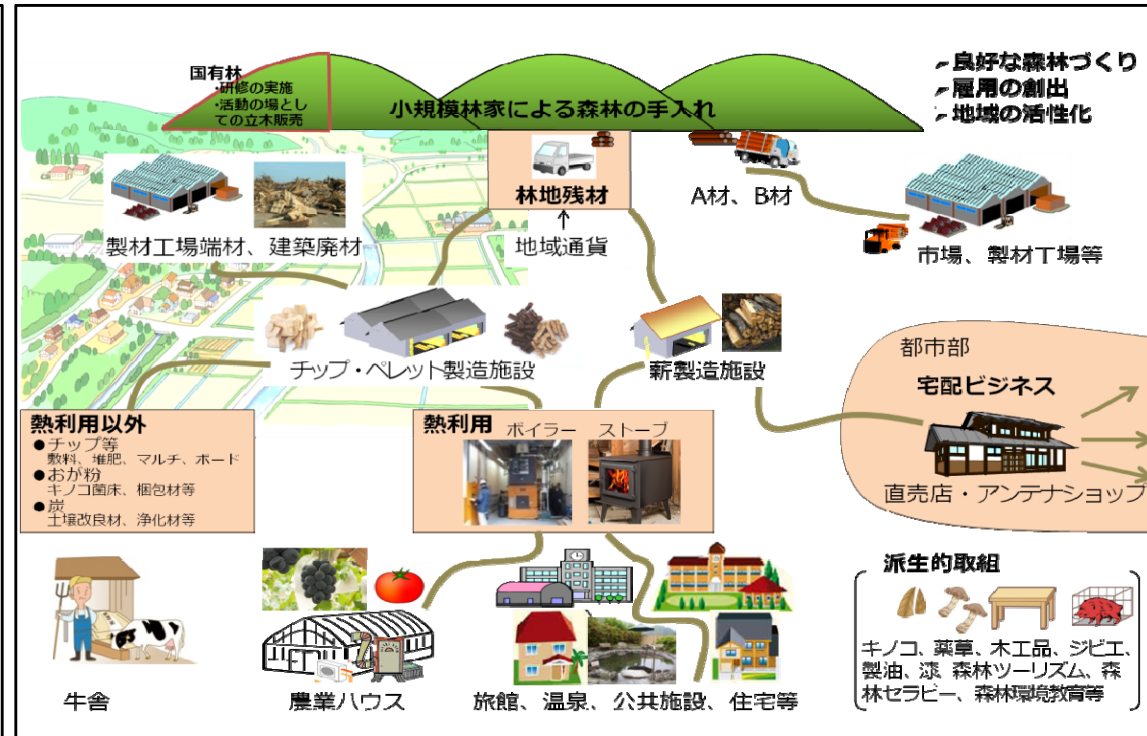 国有林
・研修の実施
・活動の場とし
ての立木販売
小規模林家による森林の手入れ
良好な森林づくり
雇用の創出
地域の活性化
林地残材
地域通貨
A材、B材
製材工場端材、建築廃材
市場、製材工場等
チップ・ペレット製造施設
薪製造施設
都市部
宅配ビジネス
直売店・アンテナショップ
熱利用以外
●チップ等
敷料、堆肥、マルチ、ボード
●おが粉
キノコ菌床、梱包材等
●炭
土壌改良材、浄化材等
熱利用 ボイラー ストーブ
牛舎
農業ハウス
旅館、温泉、公共施設、住宅等
派生的取組
キノコ、薬草、木工品、ジビエ、
製油、漆 森林ツーリズム、森
林セラピー、森林環境教育等